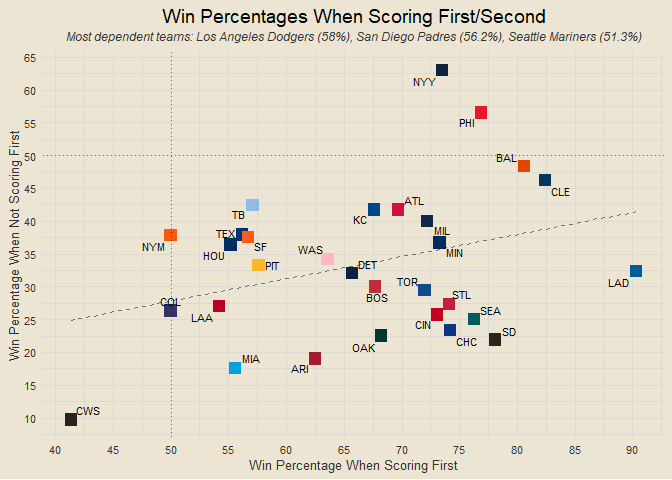 Win Percentages When Scoring First/Second
Most dependent teams: Los Angeles Dodgers (58%), San Diego Padres (56.2%), Seattle Mariners (51.3%)
Win Percentage When Not Scoring First
65
60
55
50
45
40
35
30
25
20
15
10
NYY
PHI
BAL
CLE
TB
KC
ATL
NYM
TEX
SF
HOU
MIL
MIN
WAS
PIT
DET
LAD
BOS
TOR
COL
LAA
STL
SEA
CIN
CHC
SD
OAK
MIA
ARI
CWS
40 45 50 55 60 65 70 75 80 85 90
Win Percentage When Scoring First